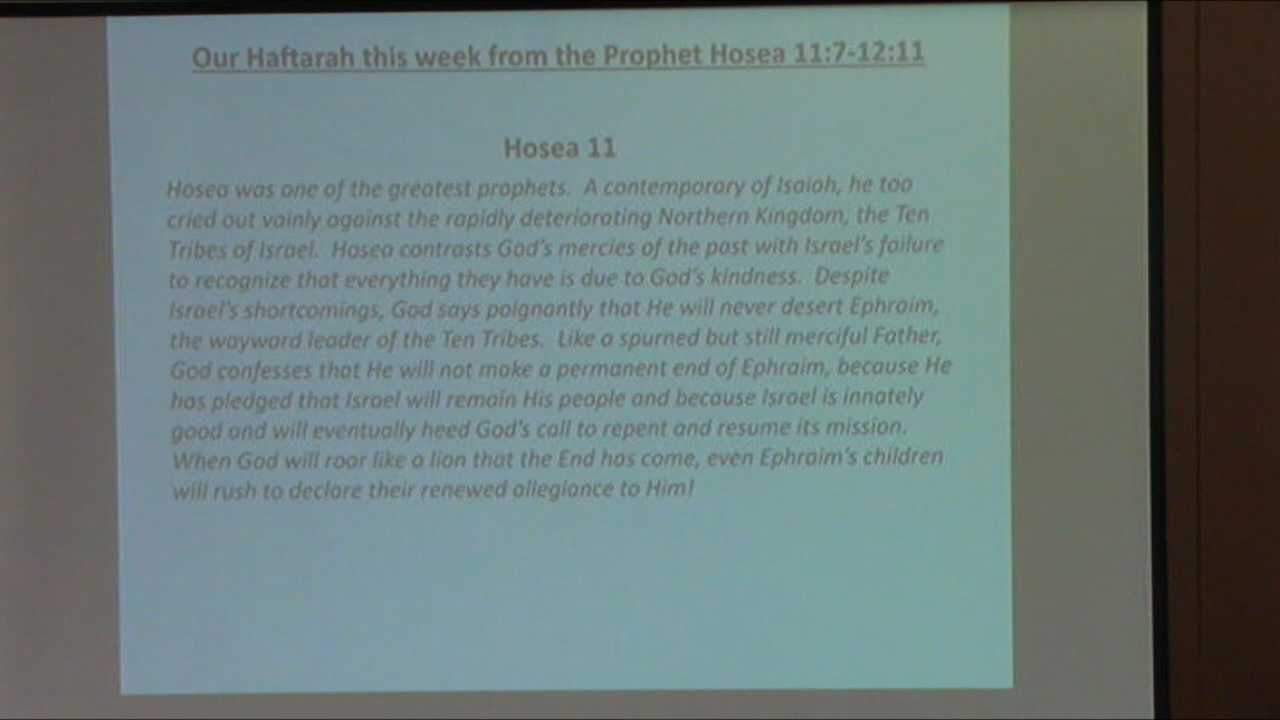 Our Haftarah this week from the Prophet Hosea 11:7-12:11
Hosea 11
Hosea was one of the greatest prophets. A contemporary of Isaiah, he too
cried out vainly against the rapidly deteriorating Northern Kingdom, the Ten
Tribes of Israel. Hosea contrasts God's mercies of the past with Israel's failure
to recognize that everything they have is due to God's kindness. Despite
Israel's shortcomings, God says poignantly that He will never desert Ephraim,
the wayward leader of the Ten Tribes. Like a spurned but still merciful Father,
God confesses that He will not make a permanent end of Ephraim, because He
has pledged that Israel will remain His people and because Israel is innately
good and will eventually heed God's call to repent and resume its mission.
When God will roar like a lion that the End has come, even Ephraim's children
will rush to declare their renewed allegiance to Him!